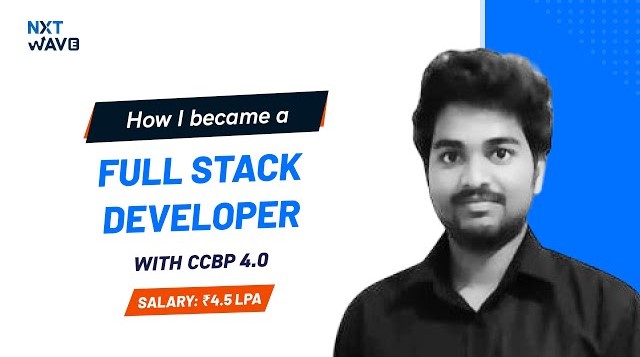 NXT
WAVE
How I became a
FULL STACK
DEVELOPER
WITH CCBP 4.0
SALARY: ₹4.5 LPA